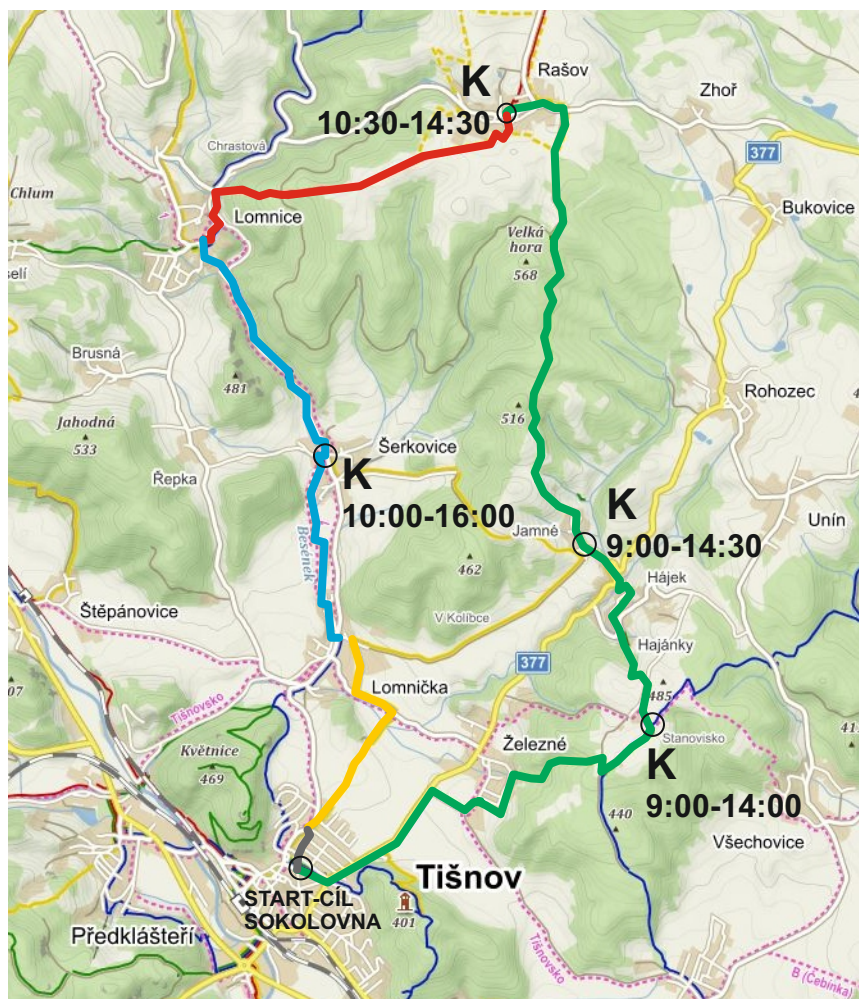 K
Rašov
10:30-14:30
Zhoř
Chrastová
377
Chlum
Lomnice
Velká
hora
568
Bukovice
selí
Brusná
481
Rohozec
Jahodná
533
516
Šerkovice
Řepka
K
10:00-16:00
K
Unín
Jamné
9:00-14:30
Besének
462
Hájek
Štěpánovice
V Kolíbce
Hajánky
377
Lomnička
485
Tišnovsko
07
Stanovisko
Květnice
469
Železné
K
9:00-14:00
440
Všechovice
Tišnov
START-CÍL
SOKOLOVNA
401
Předklášteří
Tišnovsko
B (Čebínka)